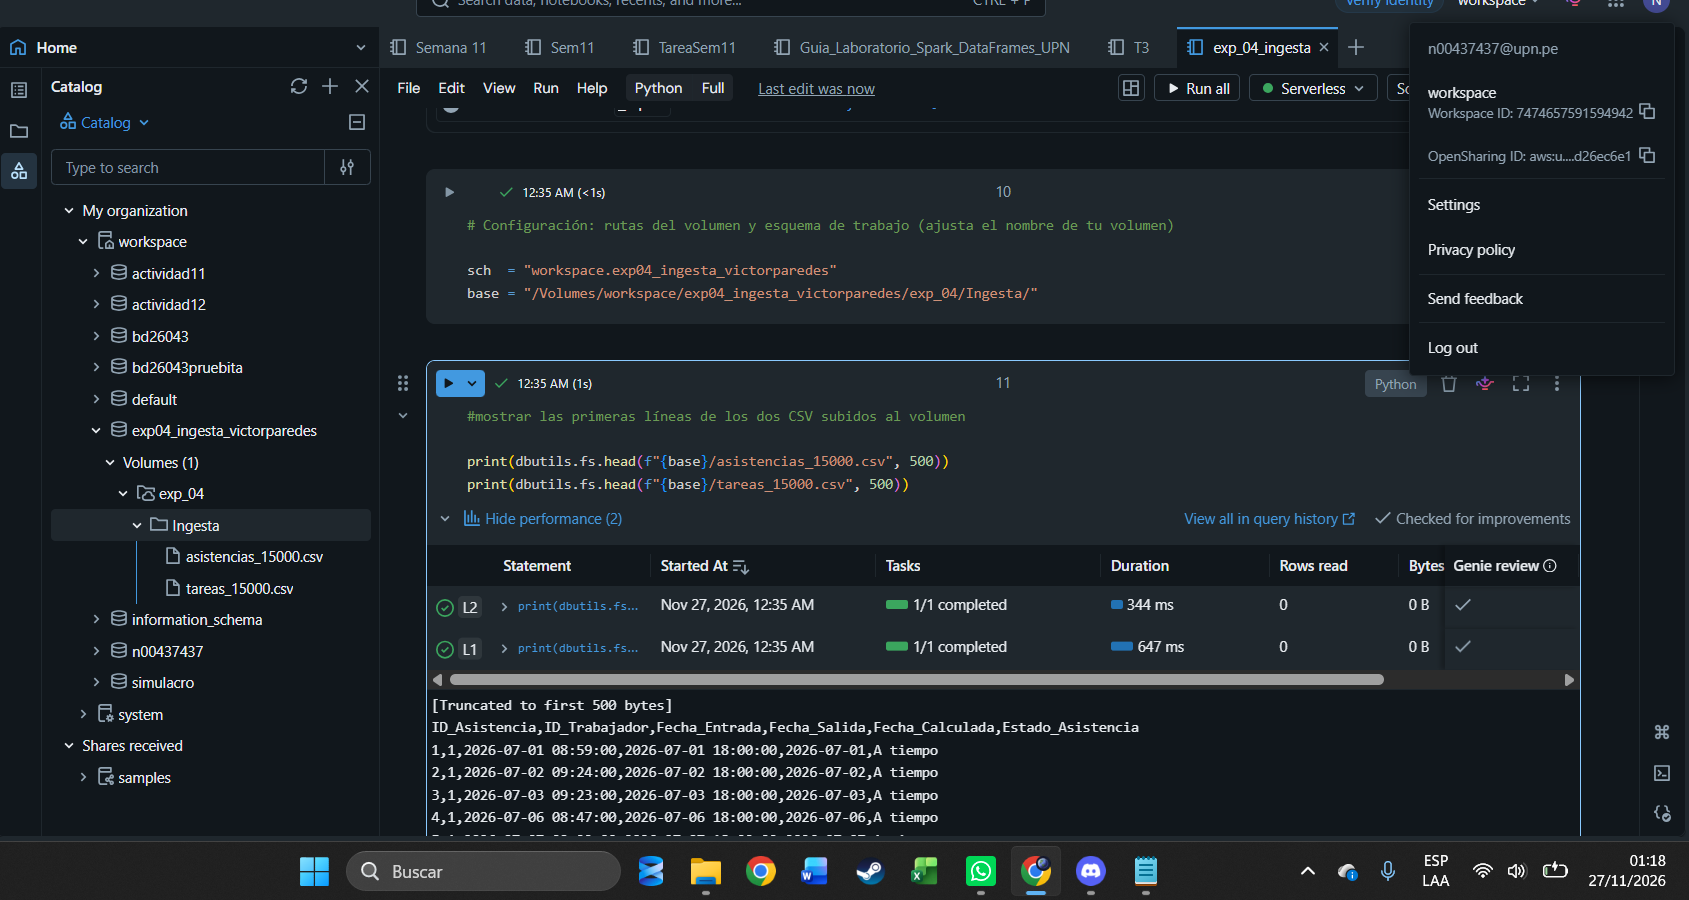 Search data, notebooks, recents, and more...
CTRL + P
Verify identity
workspace
N
Home
Semana 11
Sem11
TareaSem11
Guia_Laboratorio_Spark_DataFrames_UPN
T3
exp_04_ingesta
Catalog
File
Edit
View
Run
Help
Python
Full
Last edit was now
Run all
Serverless
Catalog
Type to search
My organization
workspace
actividad11
actividad12
bd26043
bd26043pruebita
default
exp04_ingesta_victorparedes
Volumes (1)
exp_04
Ingesta
asistencias_15000.csv
tareas_15000.csv
information_schema
n00437437
simulacro
system
Shares received
samples
12:35 AM (<1s)
10
# Configuración: rutas del volumen y esquema de trabajo (ajusta el nombre de tu volumen)
sch = "workspace.exp04_ingesta_victorparedes"
base = "/Volumes/workspace/exp04_ingesta_victorparedes/exp_04/Ingesta/"
12:35 AM (1s)
11
Python
#mostrar las primeras líneas de los dos CSV subidos al volumen
print(dbutils.fs.head(f"{base}/asistencias_15000.csv", 500))
print(dbutils.fs.head(f"{base}/tareas_15000.csv", 500))
Hide performance (2)
View all in query history
Checked for improvements
Statement
Started At
Tasks
Duration
Rows read
Bytes
Genie review
L2
print(dbutils.fs...
Nov 27, 2026, 12:35 AM
1/1 completed
344 ms
0
0 B
L1
print(dbutils.fs...
Nov 27, 2026, 12:35 AM
1/1 completed
647 ms
0
0 B
[Truncated to first 500 bytes]
ID_Asistencia,ID_Trabajador,Fecha_Entrada,Fecha_Salida,Fecha_Calculada,Estado_Asistencia
1,1,2026-07-01 08:59:00,2026-07-01 18:00:00,2026-07-01,A tiempo
2,1,2026-07-02 09:24:00,2026-07-02 18:00:00,2026-07-02,A tiempo
3,1,2026-07-03 09:23:00,2026-07-03 18:00:00,2026-07-03,A tiempo
4,1,2026-07-06 08:47:00,2026-07-06 18:00:00,2026-07-06,A tiempo
n00437437@upn.pe
workspace
Workspace ID: 7474657591594942
OpenSharing ID: aws:u....d26ec6e1
Settings
Privacy policy
Send feedback
Log out
Buscar
ESP
LAA
01:18
27/11/2026